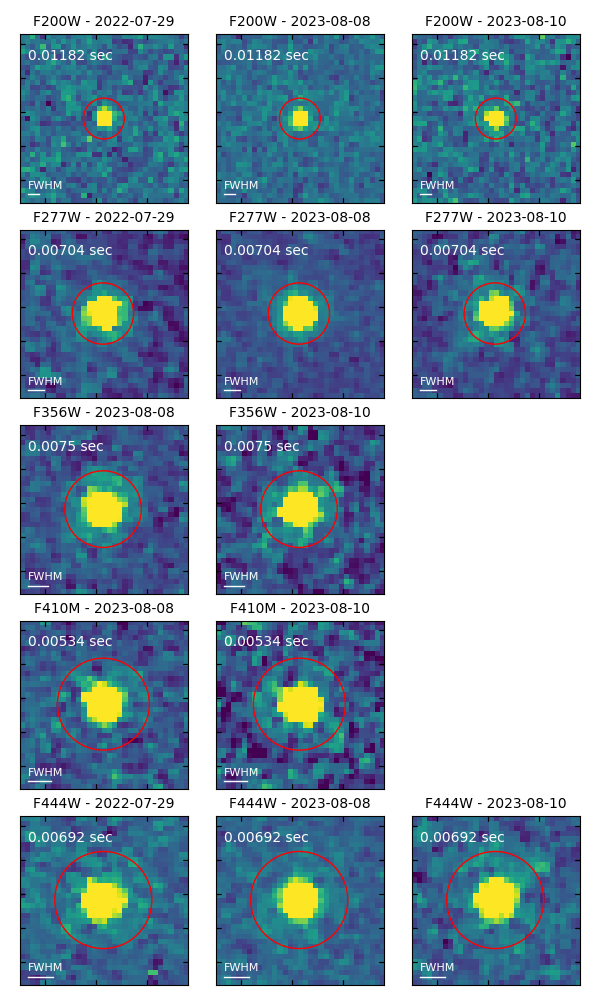 F200W - 2022-07-29
F200W - 2023-08-08
F200W - 2023-08-10
0.01182 sec
0.01182 sec
0.01182 sec
FWHM
FWHM
FWHM
F277W - 2022-07-29
F277W - 2023-08-08
F277W - 2023-08-10
0.00704 sec
0.00704 sec
0.00704 sec
FWHM
FWHM
FWHM
F356W - 2023-08-08
F356W - 2023-08-10
0.0075 sec
0.0075 sec
FWHM
FWHM
F410M - 2023-08-08
F410M - 2023-08-10
0.00534 sec
0.00534 sec
FWHM
FWHM
F444W - 2022-07-29
F444W - 2023-08-08
F444W - 2023-08-10
0.00692 sec
0.00692 sec
0.00692 sec
FWHM
FWHM
FWHM